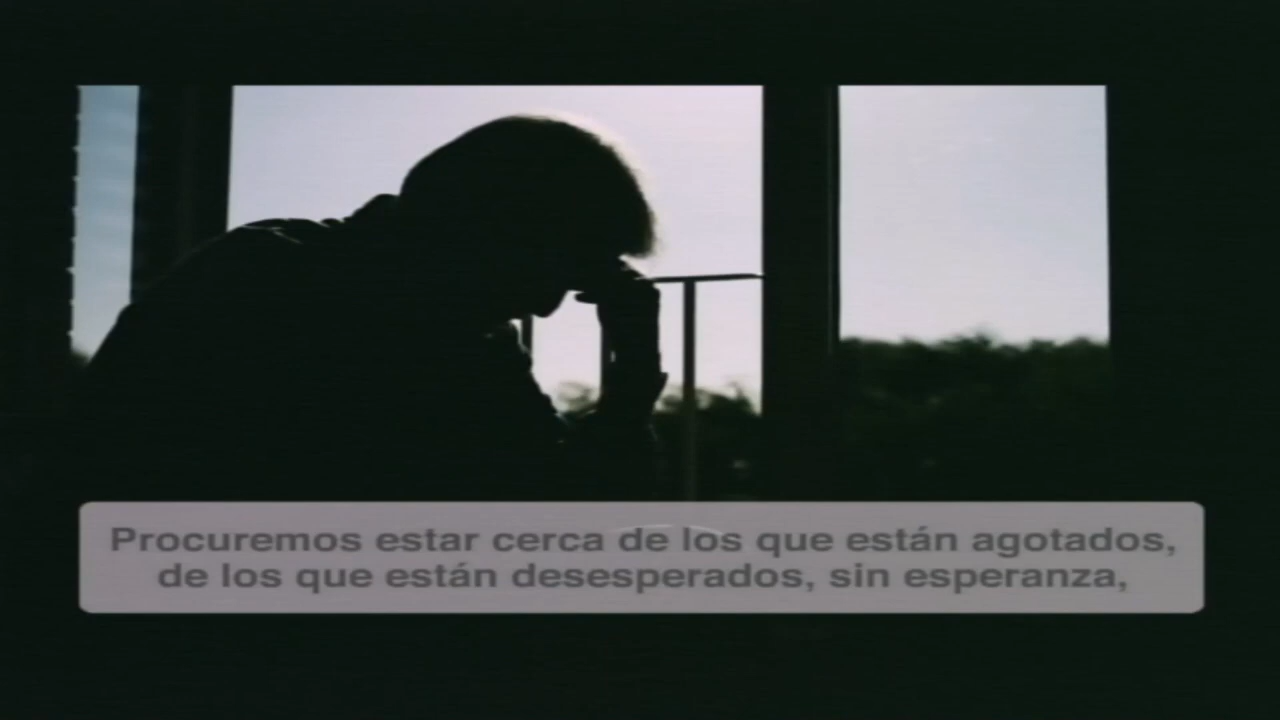 Procuremos estar cerca de los que están agotados,
de los que están desesperados, sin esperanza,